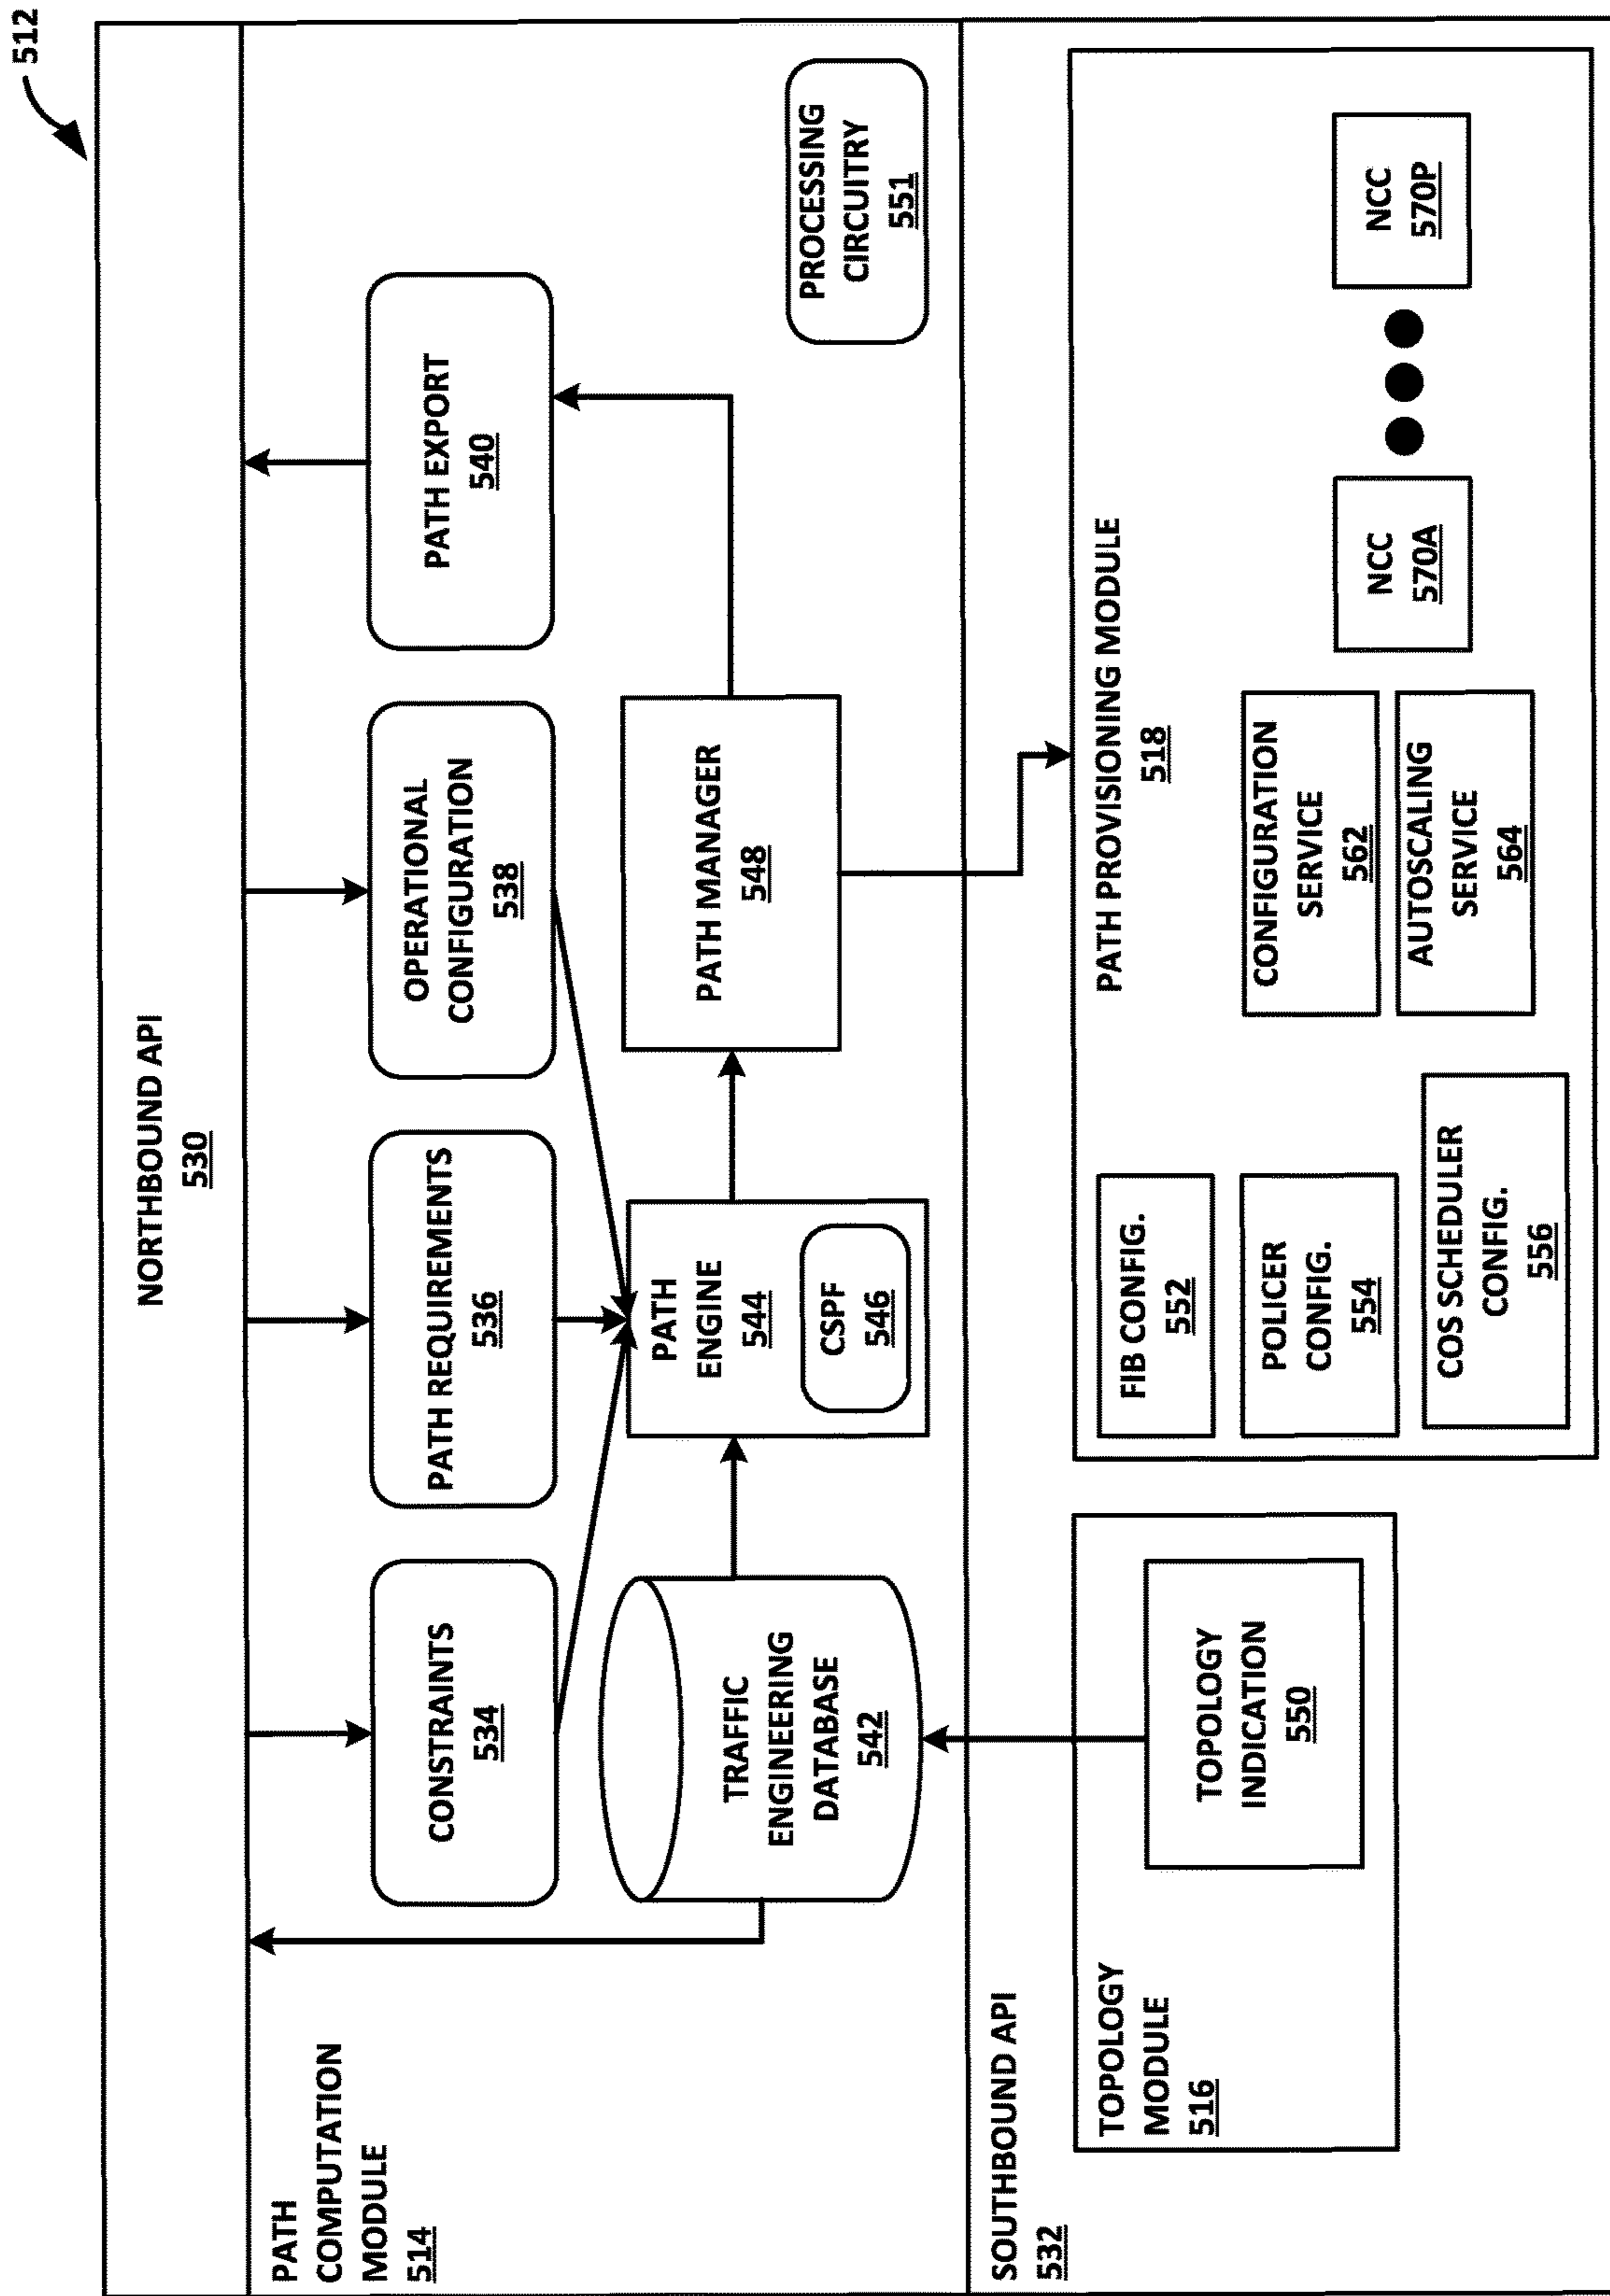 512
NORTHBOUND API
530
PATH
COMPUTATION
MODULE
514
CONSTRAINTS
534
PATH REQUIREMENTS
536
OPERATIONAL
CONFIGURATION
538
PATH EXPORT
540
TRAFFIC
ENGINEERING
DATABASE
542
PATH
ENGINE
544
CSPF
546
PATH MANAGER
548
PROCESSING
CIRCUITRY
551
SOUTHBOUND API
532
TOPOLOGY
MODULE
516
TOPOLOGY
INDICATION
550
PATH PROVISIONING MODULE
518
FIB CONFIG.
552
POLICER
CONFIG.
554
COS SCHEDULER
CONFIG.
556
CONFIGURATION
SERVICE
562
AUTOSCALING
SERVICE
564
NCC
570A
NCC
570P